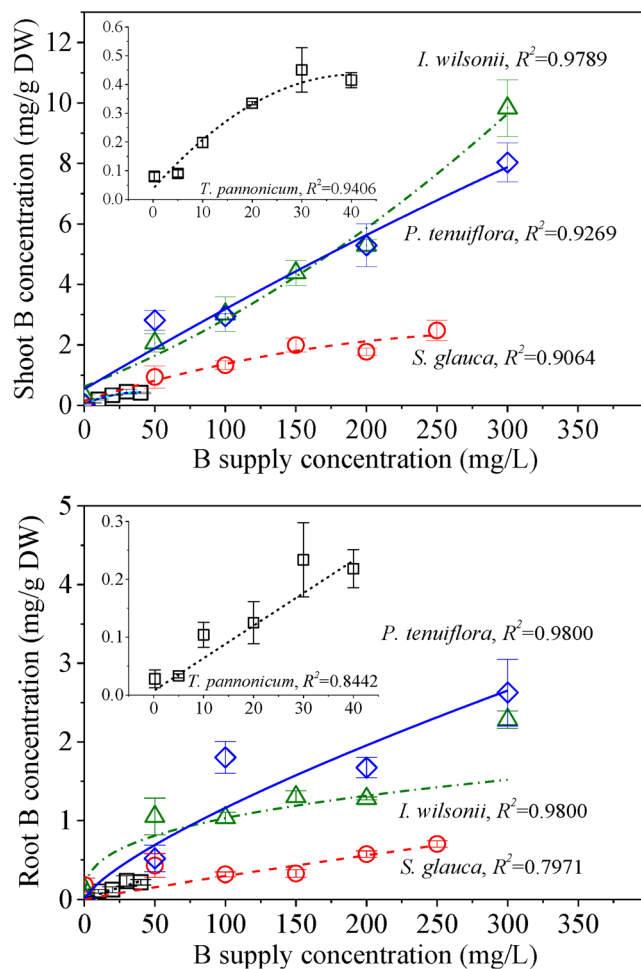 Shoot B concentration (mg/g DW)
12
10
8
6
4
2
0
0.6
0.5
0.4
0.3
0.2
0.1
0.0
0 10 20 30 40
T. pannonicum, R²=0.9406
I. wilsonii, R²=0.9789
P. tenuiflora, R²=0.9269
S. glauca, R²=0.9064
0 50 100 150 200 250 300 350
B supply concentration (mg/L)
Root B concentration (mg/g DW)
5
4
3
2
1
0
0.3
0.2
0.1
0.0
0 10 20 30 40
T. pannonicum, R²=0.8442
P. tenuiflora, R²=0.9800
I. wilsonii, R²=0.9800
S. glauca, R²=0.7971
0 50 100 150 200 250 300 350
B supply concentration (mg/L)